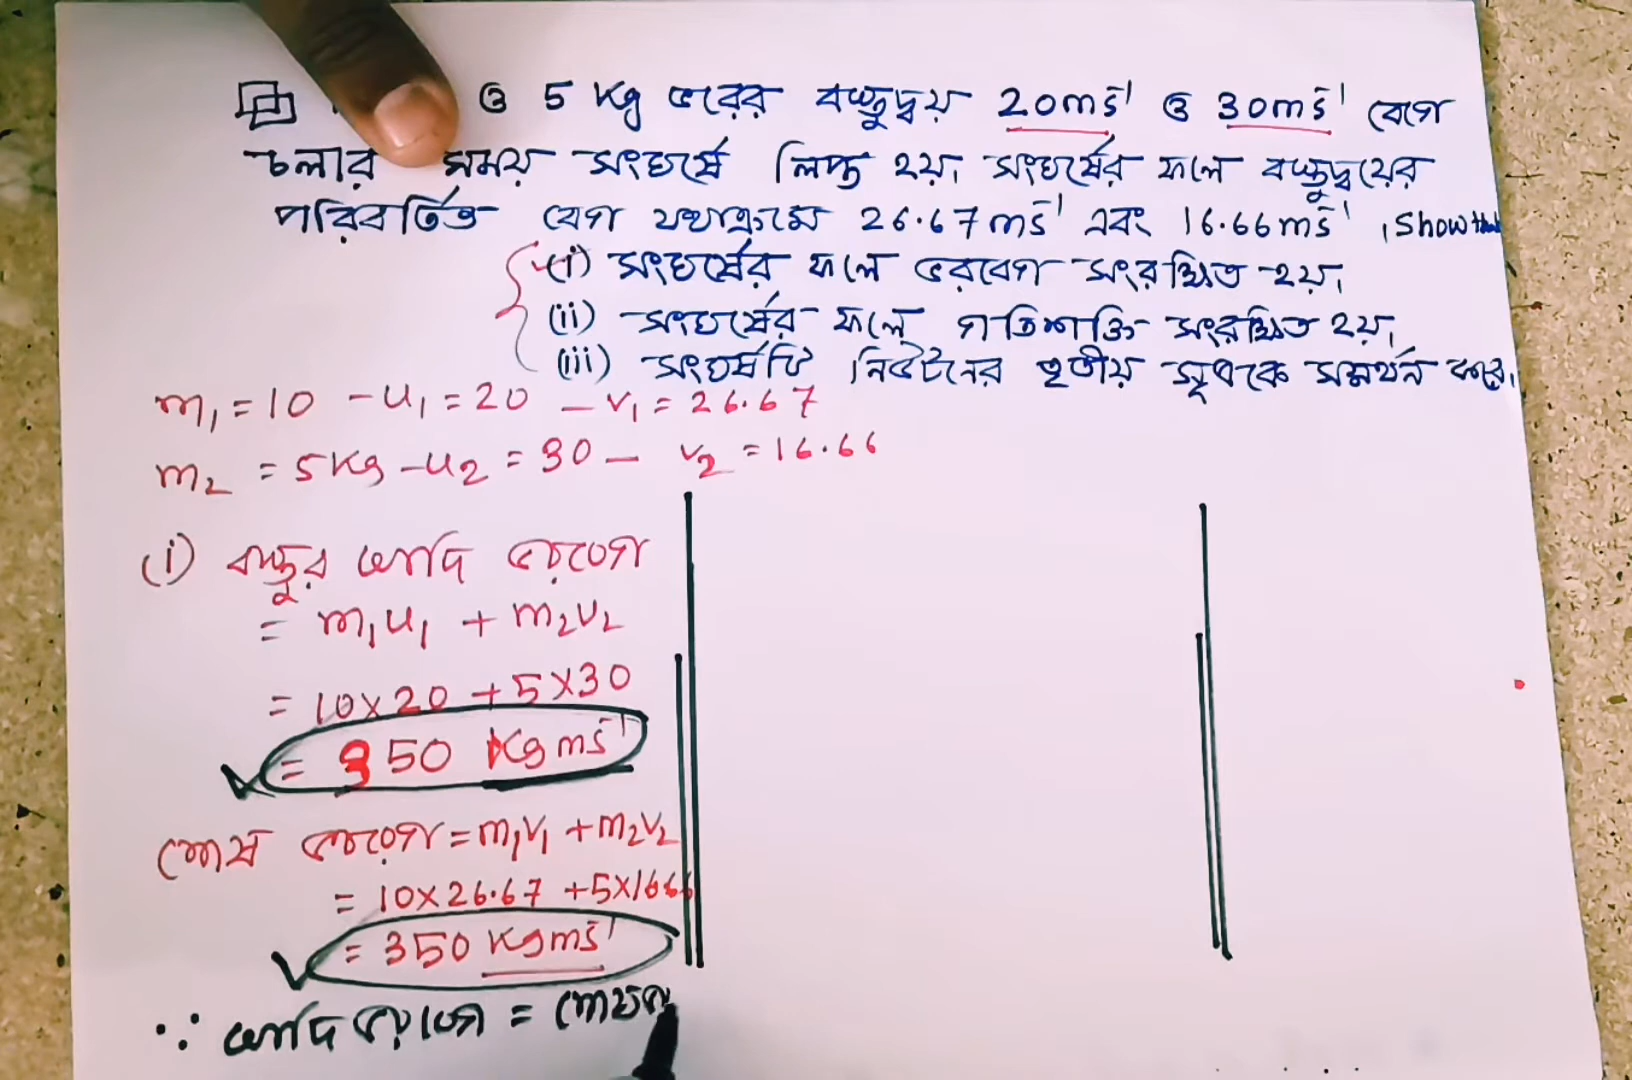 ও 5 Kg ভরের বস্তুদ্বয় 20ms⁻¹ ও 30ms⁻¹ বেগে
চলার সময় সংঘর্ষে লিপ্ত হয়। সংঘর্ষের ফলে বস্তুদ্বয়ের
পরিবর্তিত বেগ যথাক্রমে 26.67ms⁻¹ এবং 16.66ms⁻¹ । Show that
(i) সংঘর্ষের ফলে ভরবেগ সংরক্ষিত হয়।
(ii) সংঘর্ষের ফলে গতিশক্তি সংরক্ষিত হয়।
(iii) সংঘর্ষটি নিউটনের তৃতীয় সূত্রকে সমর্থন করে।
m₁ = 10 - u₁ = 20 - v₁ = 26.67
m₂ = 5kg - u₂ = 30 - v₂ = 16.66
(i) বস্তুর আদি ভরবেগ
= m₁u₁ + m₂u₂
= 10×20 + 5×30
= 350 Kgms⁻¹
শেষ ভরবেগ = m₁v₁ + m₂v₂
= 10×26.67 + 5×1666
= 350 Kgms⁻¹
∵ আদি ভরবেগ = শেষ